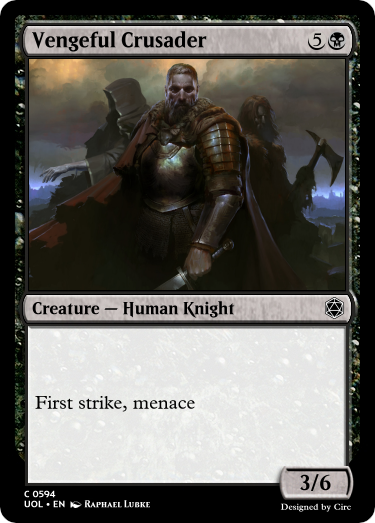 Vengeful Crusader 5
Creature — Human Knight
First strike, menace
3/6
C 0594
UOL • EN Raphael Lubke
Designed by Circ